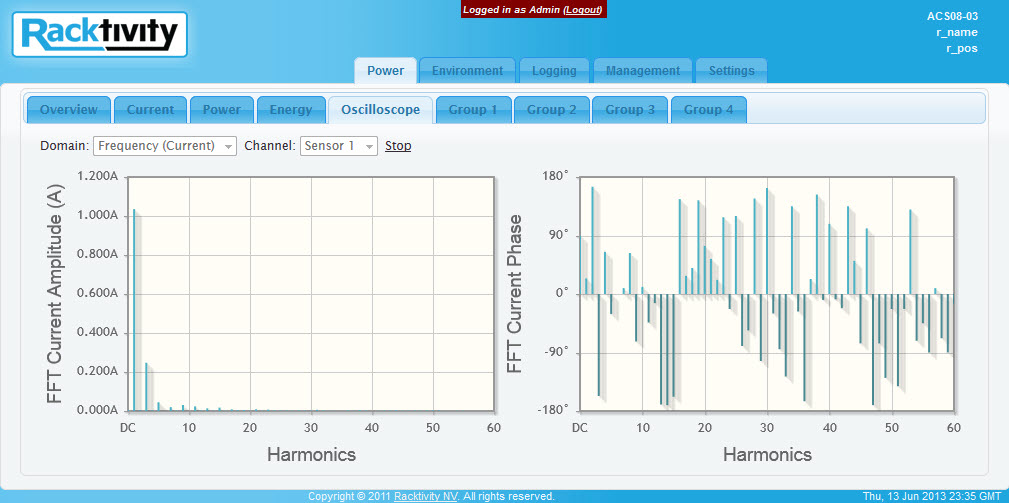 Logged in as Admin (Logout)
Racktivity
ACS08-03
r_name
r_pos
Power Environment Logging Management Settings
Overview Current Power Energy Oscilloscope Group 1 Group 2 Group 3 Group 4
Domain: Frequency (Current) Channel: Sensor 1 Stop
FFT Current Amplitude (A)
1.200A
1.000A
0.800A
0.600A
0.400A
0.200A
0.000A
DC 10 20 30 40 50 60
Harmonics
FFT Current Phase
180°
90°
0°
-90°
-180°
DC 10 20 30 40 50 60
Harmonics
Copyright © 2011 Racktivity NV. All rights reserved.
Thu, 13 Jun 2013 23:35 GMT